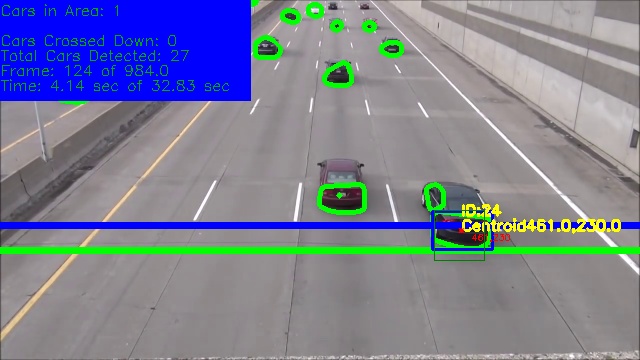 Cars in Area: 1
Cars Crossed Down: 0
Total Cars Detected: 27
Frame: 124 of 984.0
Time: 4.14 sec of 32.83 sec
ID:24
Centroid461.0,230.0